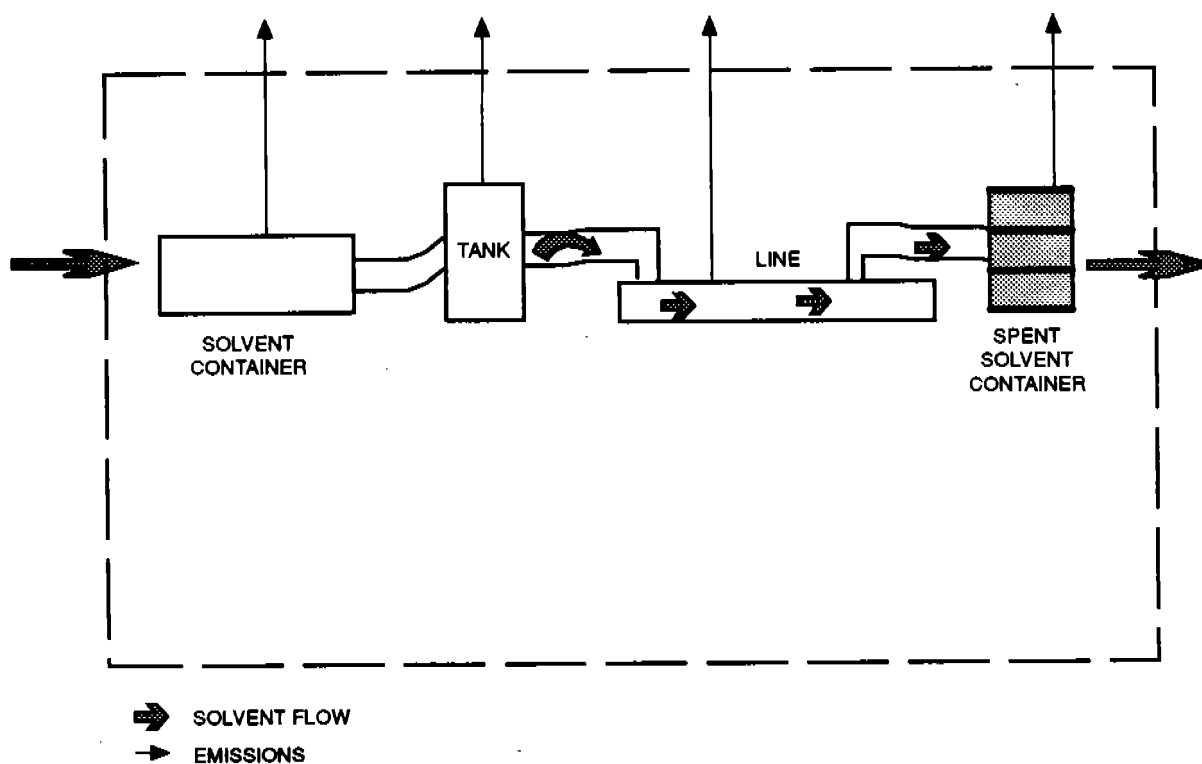 TANK
LINE
SOLVENT
CONTAINER
SPENT
SOLVENT
CONTAINER
SOLVENT FLOW
EMISSIONS